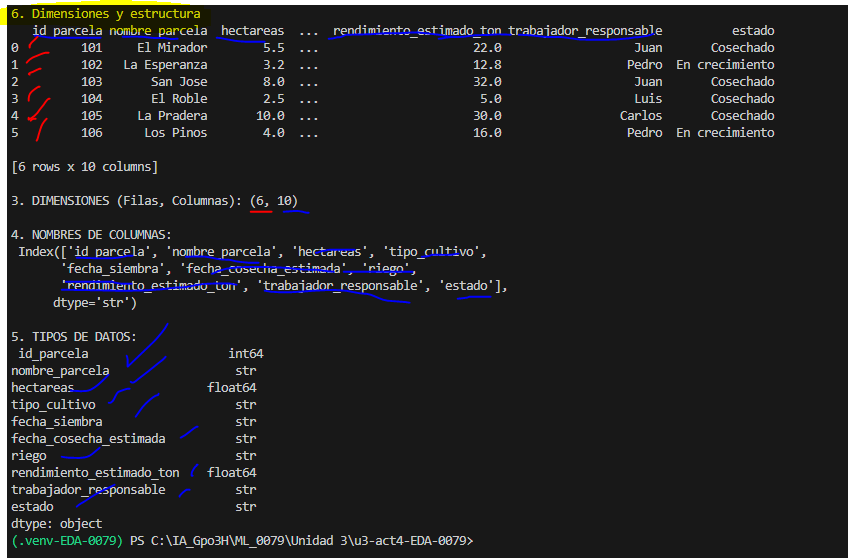 6. Dimensiones y estructura
id_parcela nombre_parcela hectareas ... rendimiento_estimado_ton trabajador_responsable estado
0 101 El Mirador 5.5 ... 22.0 Juan Cosechado
1 102 La Esperanza 3.2 ... 12.8 Pedro En crecimiento
2 103 San Jose 8.0 ... 32.0 Juan Cosechado
3 104 El Roble 2.5 ... 5.0 Luis Cosechado
4 105 La Pradera 10.0 ... 30.0 Carlos Cosechado
5 106 Los Pinos 4.0 ... 16.0 Pedro En crecimiento
[6 rows x 10 columns]
3. DIMENSIONES (Filas, Columnas): (6, 10)
4. NOMBRES DE COLUMNAS:
Index(['id_parcela', 'nombre_parcela', 'hectareas', 'tipo_cultivo',
'fecha_siembra', 'fecha_cosecha_estimada', 'riego',
'rendimiento_estimado_ton', 'trabajador_responsable', 'estado'],
dtype='str')
5. TIPOS DE DATOS:
id_parcela int64
nombre_parcela str
hectareas float64
tipo_cultivo str
fecha_siembra str
fecha_cosecha_estimada str
riego str
rendimiento_estimado_ton float64
trabajador_responsable str
estado str
dtype: object
(.venv-EDA-0079) PS C:\IA_Gpo3H\ML_0079\Unidad 3\u3-act4-EDA-0079>